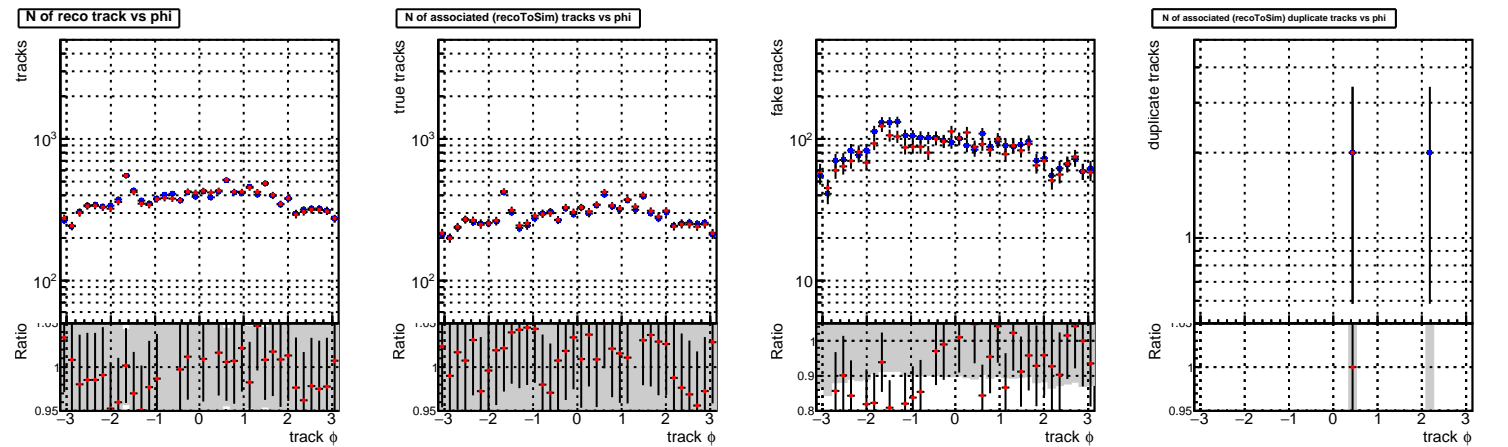 N of reco track vs phi
tracks
10³
10²
Ratio
1
0.95
−3 −2 −1 0 1 2 3
track ϕ
N of associated (recoToSim) tracks vs phi
true tracks
10³
10²
Ratio
1
0.95
−3 −2 −1 0 1 2 3
track ϕ
fake tracks
10²
10
Ratio
1
0.9
0.8
−3 −2 −1 0 1 2 3
track ϕ
N of associated (recoToSim) duplicate tracks vs phi
duplicate tracks
1
Ratio
1
0.95
−3 −2 −1 0 1 2 3
track ϕ